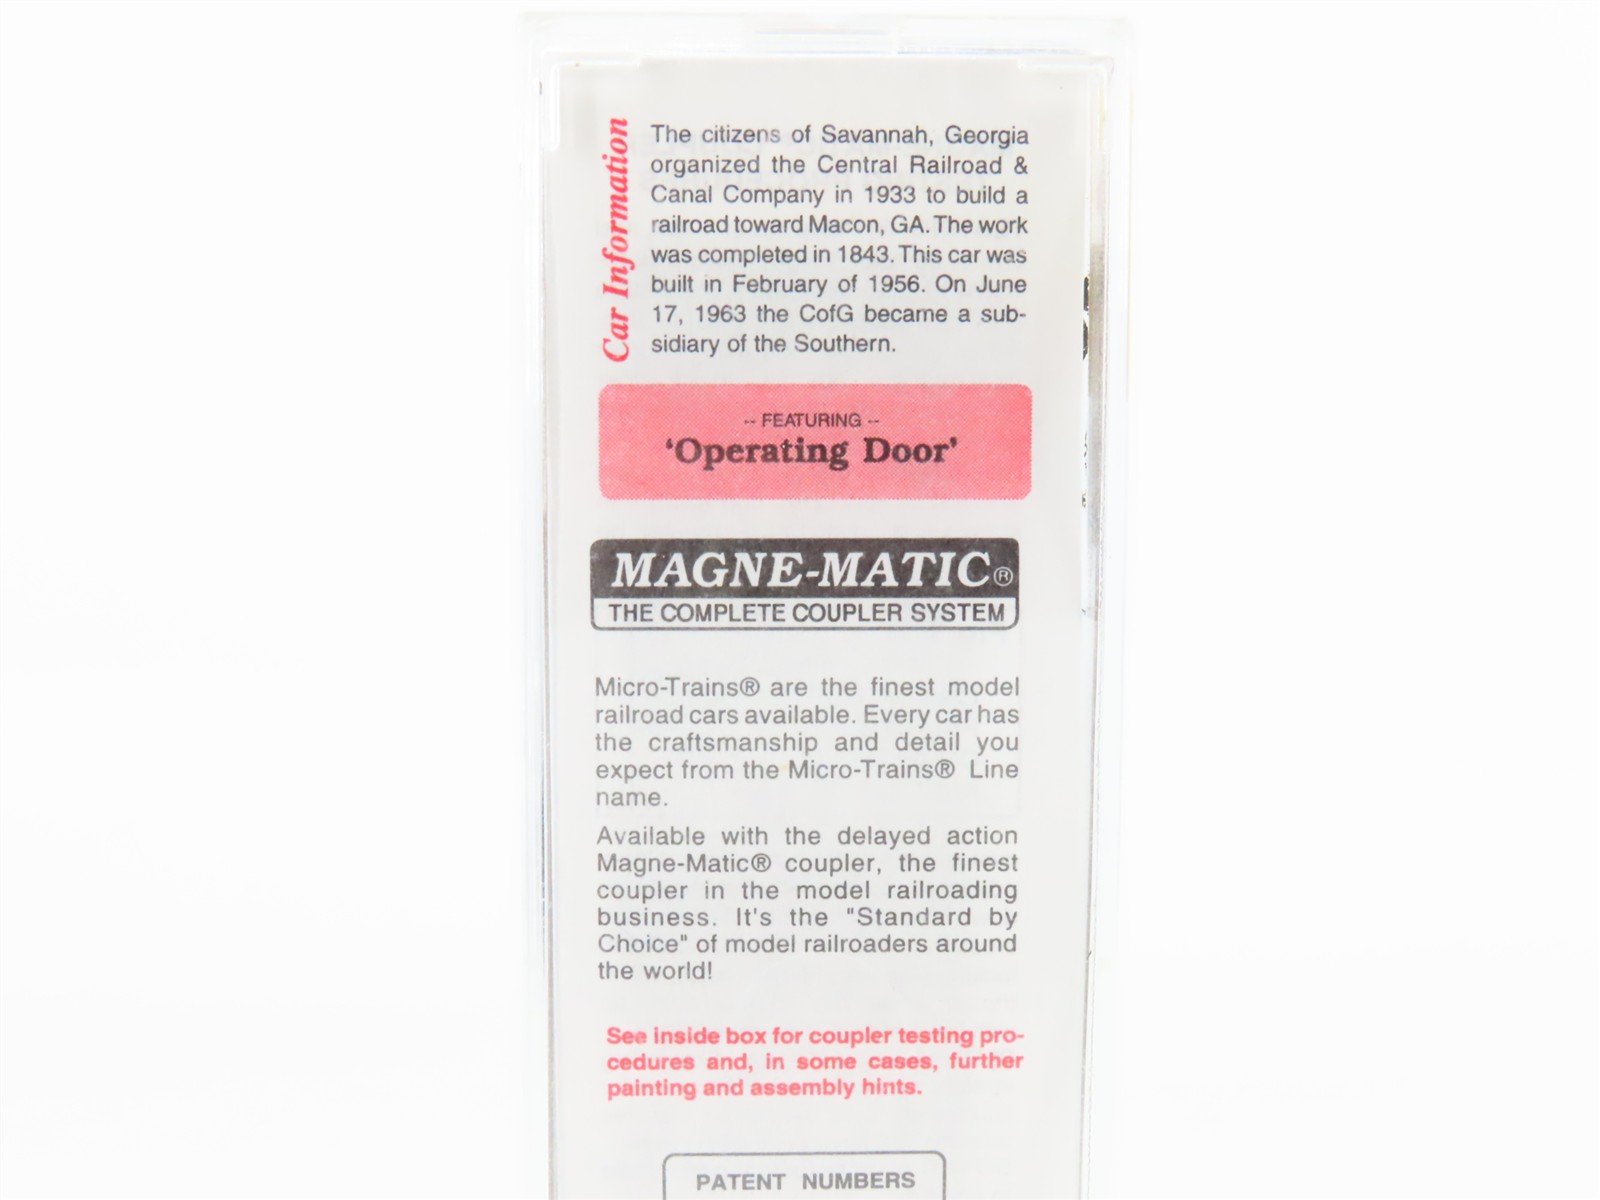 Car Information
The citizens of Savannah, Georgia
organized the Central Railroad &
Canal Company in 1933 to build a
railroad toward Macon, GA. The work
was completed in 1843. This car was
built in February of 1956. On June
17, 1963 the CofG became a sub-
sidiary of the Southern.
-- FEATURING --
'Operating Door'
MAGNE-MATIC®
THE COMPLETE COUPLER SYSTEM
Micro-Trains® are the finest model
railroad cars available. Every car has
the craftsmanship and detail you
expect from the Micro-Trains® Line
name.
Available with the delayed action
Magne-Matic® coupler, the finest
coupler in the model railroading
business. It's the "Standard by
Choice" of model railroaders around
the world!
See inside box for coupler testing pro-
cedures and, in some cases, further
painting and assembly hints.
PATENT NUMBERS